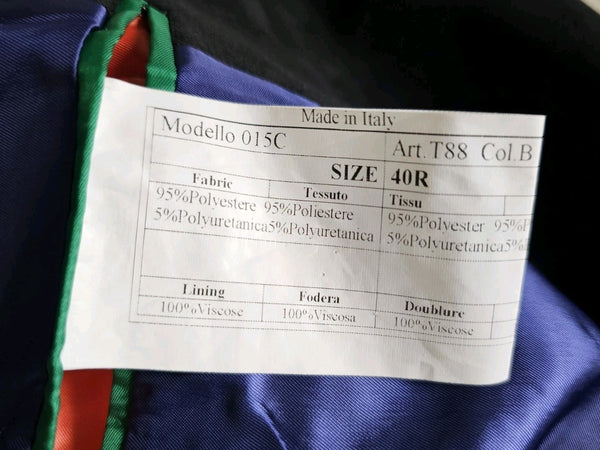 Made in Italy
Modello 015C
Art.T88 Col.B
SIZE 40R
Fabric Tessuto Tissu
95%Polyestere 95%Poliestere 95%Polyester
5%Polyuretanica 5%Polyuretanica 5%Polyuretanica
Lining Fodera Doublure
100%Viscose 100%Viscosa 100%Viscose